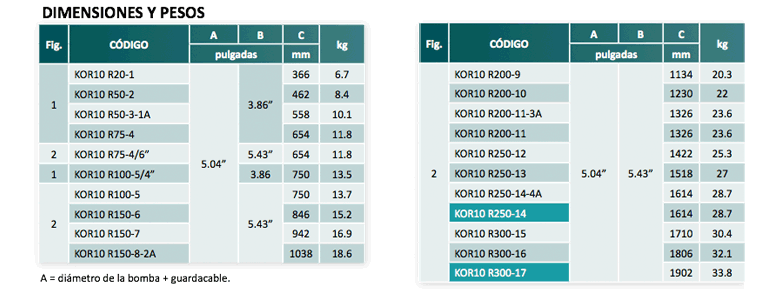 DIMENSIONES Y PESOS
Fig. CÓDIGO A B C kg
pulgadas mm
KOR10 R20-1 366 6.7
KOR10 R50-2 462 8.4
1 3.86” KOR10 R50-3-1A 558 10.1
KOR10 R75-4 654 11.8
2 KOR10 R75-4/6” 5.04” 5.43” 654 11.8
1 KOR10 R100-5/4” 3.86 750 13.5
KOR10 R100-5 750 13.7
2 KOR10 R150-6 5.43” 846 15.2
KOR10 R150-7 942 16.9
KOR10 R150-8-2A 1038 18.6
A = diámetro de la bomba + guardacable.
Fig. CÓDIGO A B C kg
pulgadas mm
KOR10 R200-9 1134 20.3
KOR10 R200-10 1230 22
KOR10 R200-11-3A 1326 23.6
KOR10 R200-11 1326 23.6
KOR10 R250-12 1422 25.3
2 KOR10 R250-13 5.04” 5.43” 1518 27
KOR10 R250-14-4A 1614 28.7
KOR10 R250-14 1614 28.7
KOR10 R300-15 1710 30.4
KOR10 R300-16 1806 32.1
KOR10 R300-17 1902 33.8